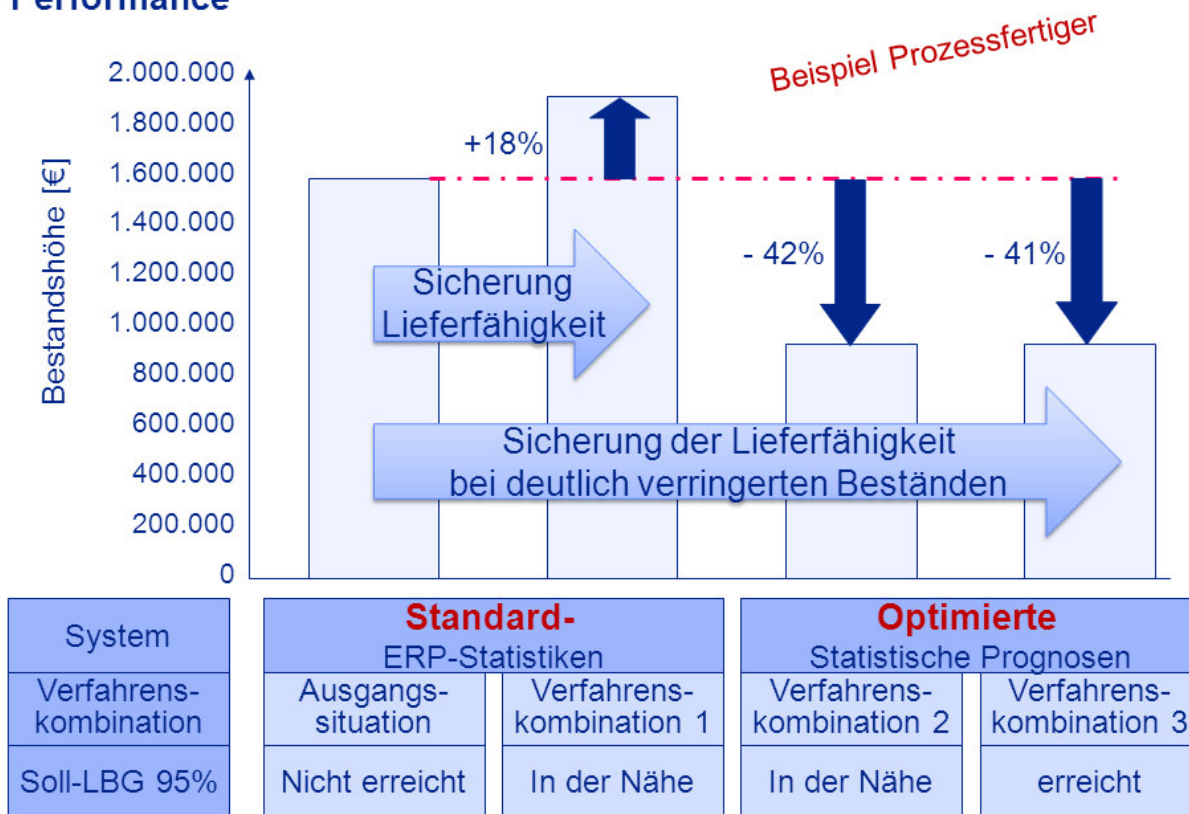 Performance
Beispiel Prozessfertiger
Bestandshöhe [€]
2.000.000
1.800.000
1.600.000
1.400.000
1.200.000
1.000.000
800.000
600.000
400.000
200.000
0
+18%
- 42%
- 41%
Sicherung
Lieferfähigkeit
Sicherung der Lieferfähigkeit
bei deutlich verringerten Beständen
System
Standard-
ERP-Statistiken
Optimierte
Statistische Prognosen
Verfahrens-
kombination
Ausgangs-
situation
Verfahrens-
kombination 1
Verfahrens-
kombination 2
Verfahrens-
kombination 3
Soll-LBG 95%
Nicht erreicht
In der Nähe
In der Nähe
erreicht